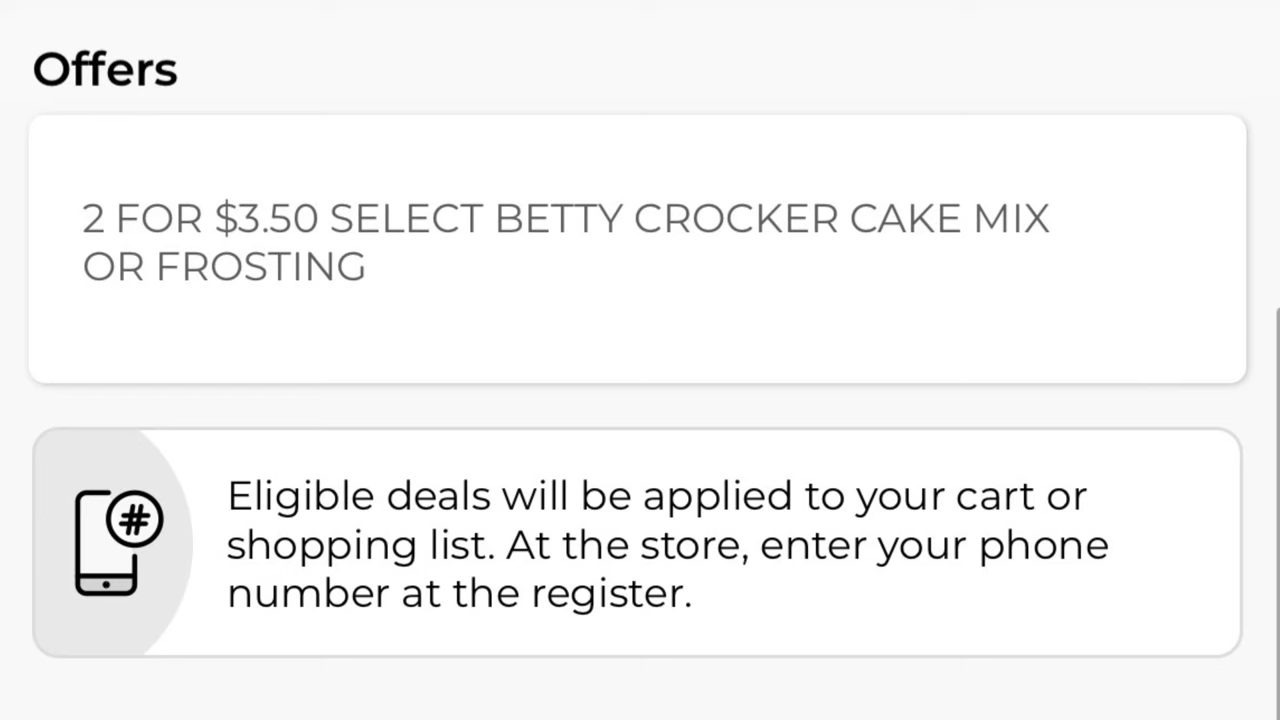 Offers
2 FOR $3.50 SELECT BETTY CROCKER CAKE MIX
OR FROSTING
#
Eligible deals will be applied to your cart or
shopping list. At the store, enter your phone
number at the register.